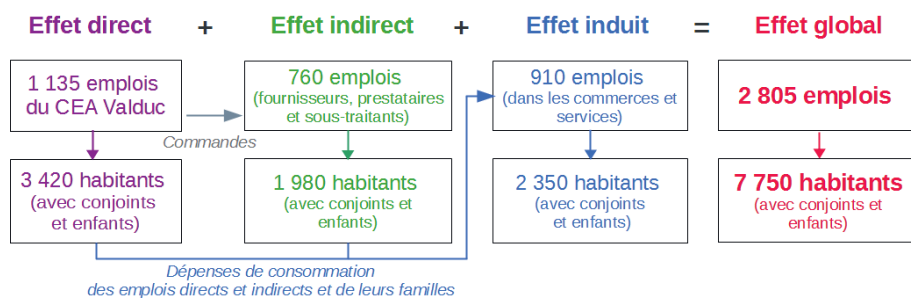 Effet direct + Effet indirect + Effet induit = Effet global
1 135 emplois
du CEA Valduc
Commandes
760 emplois
(fournisseurs, prestataires
et sous-traitants)
910 emplois
(dans les commerces et
services)
2 805 emplois
3 420 habitants
(avec conjoints
et enfants)
1 980 habitants
(avec conjoints et
enfants)
2 350 habitants
(avec conjoints
et enfants)
7 750 habitants
(avec conjoints et
enfants)
Dépenses de consommation
des emplois directs et indirects et de leurs familles